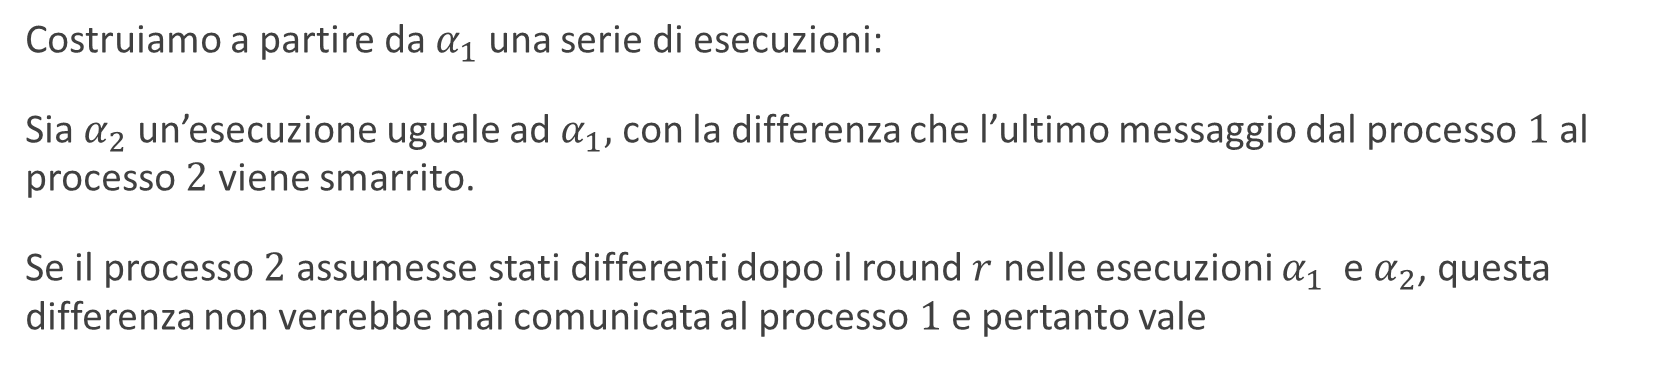 Costruiamo a partire da α₁ una serie di esecuzioni:
Sia α₂ un’esecuzione uguale ad α₁, con la differenza che l’ultimo messaggio dal processo 1 al
processo 2 viene smarrito.
Se il processo 2 assumesse stati differenti dopo il round r nelle esecuzioni α₁ e α₂, questa
differenza non verrebbe mai comunicata al processo 1 e pertanto vale